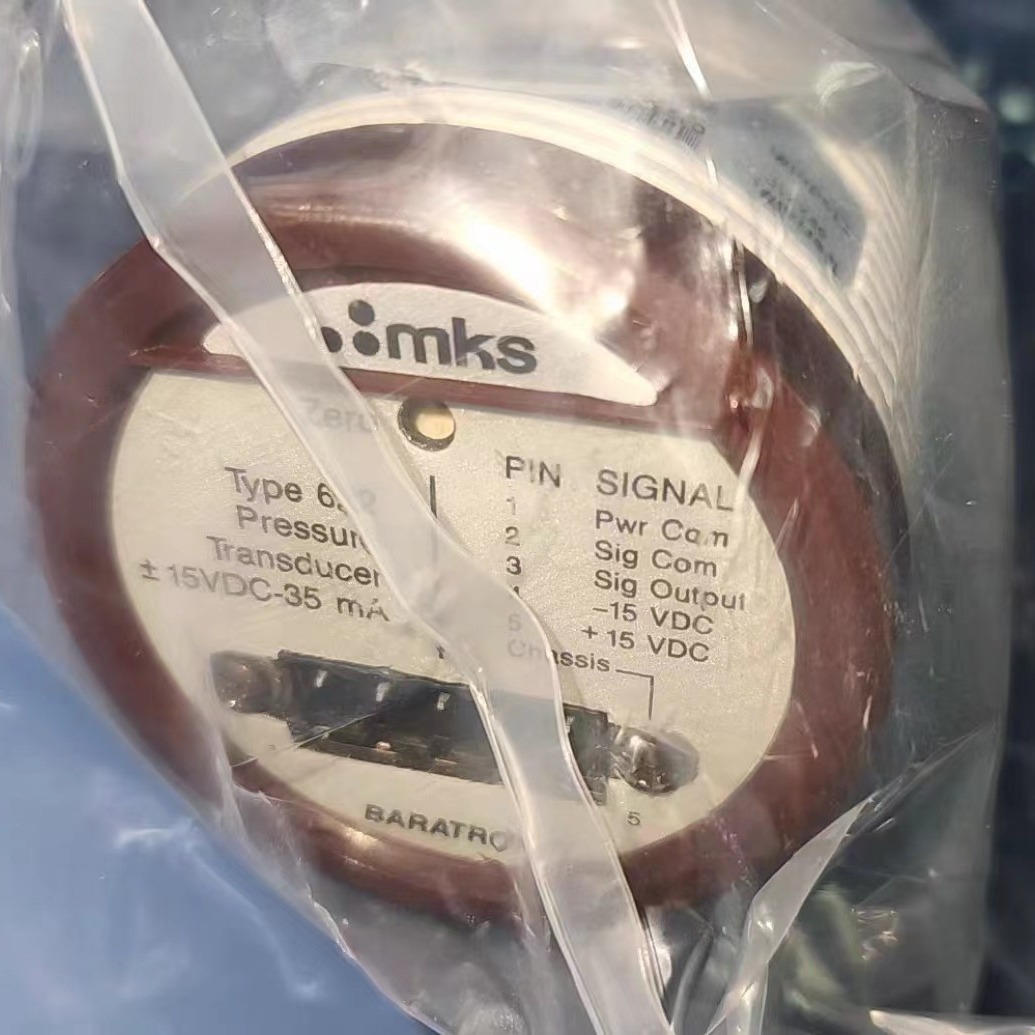 mks
Zero
PIN SIGNAL
Type
Pressure
Transducer
± 15VDC-35 mA
1 Pwr Com
2 Sig Com
3 Sig Output
-15 VDC
5 + 15 VDC
Chassis
5
BARATRO